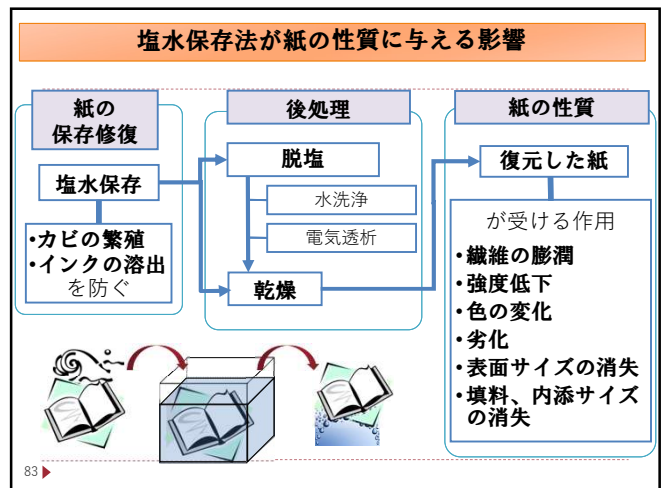 塩水保存法が紙の性質に与える影響
紙の
保存修復
塩水保存
・カビの繁殖
・インクの溶出
を防ぐ
後処理
脱塩
水洗浄
電気透析
乾燥
紙の性質
復元した紙
が受ける作用
・繊維の膨潤
・強度低下
・色の変化
・劣化
・表面サイズの消失
・填料、内添サイズ
の消失
83